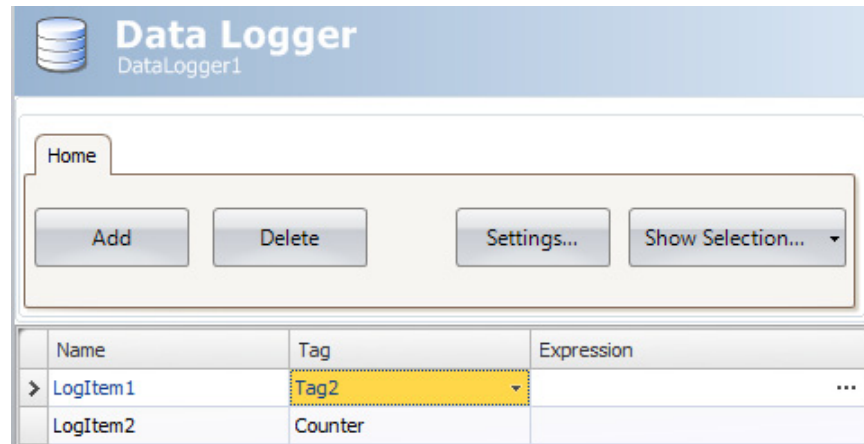 Data Logger
DataLogger1
Home
Add Delete Settings... Show Selection...
Name Tag Expression
LogItem1 Tag2 ...
LogItem2 Counter